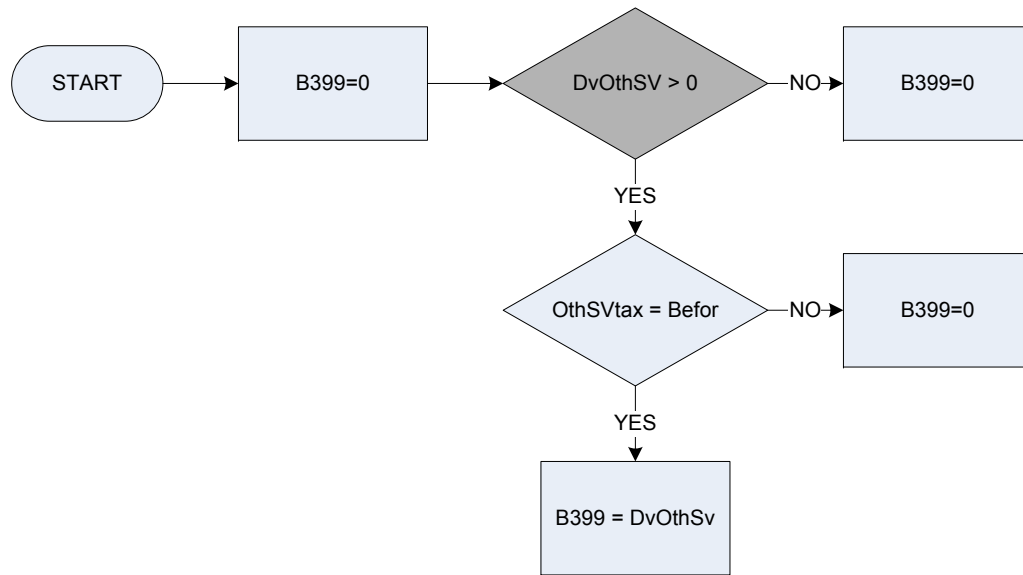 START
B399=0
DvOthSV > 0
NO
B399=0
YES
OthSVtax = Befor
NO
B399=0
YES
B399 = DvOthSv